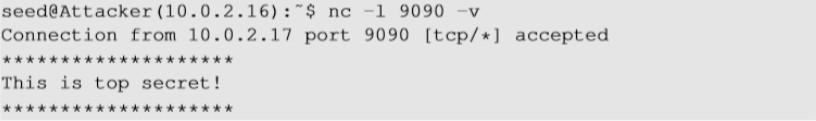 seed@Attacker(10.0.2.16):~$ nc -l 9090 -v
Connection from 10.0.2.17 port 9090 [tcp/*] accepted
********************
This is top secret!
********************